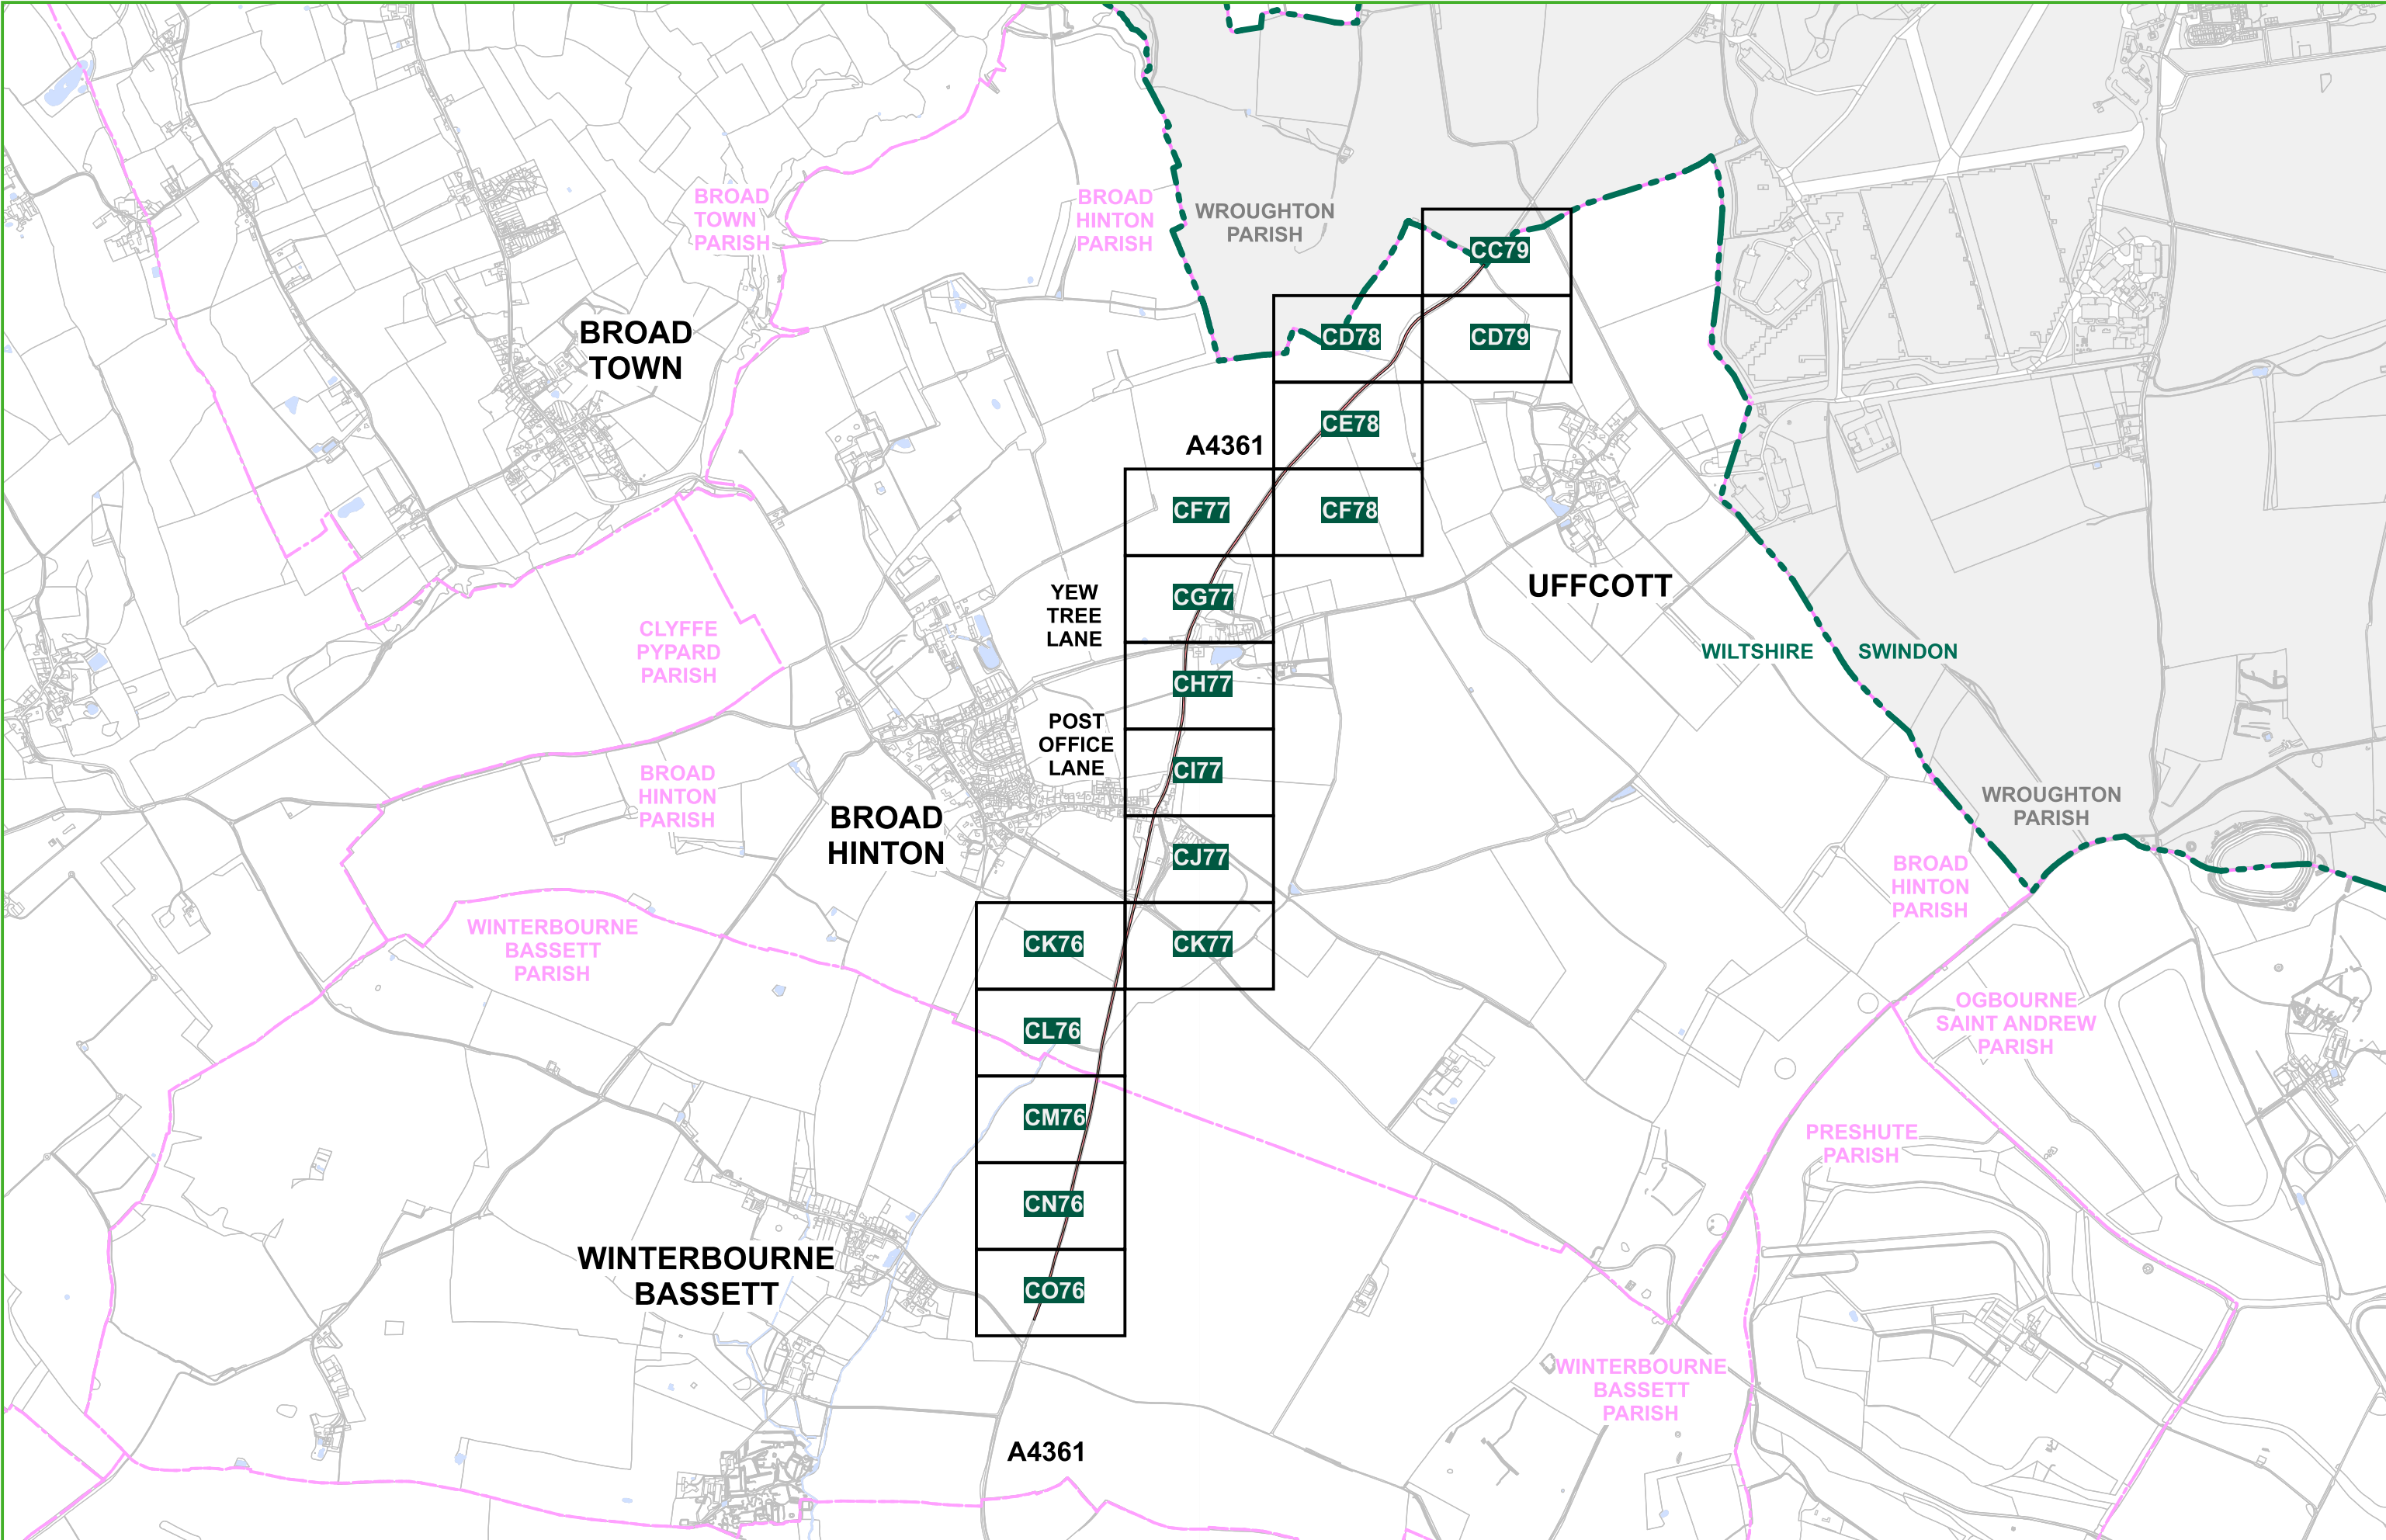 BROAD
TOWN
PARISH
BROAD
HINTON
PARISH
WROUGHTON
PARISH
CC79
BROAD
TOWN
CD78
CD79
CE78
A4361
CF77
CF78
YEW
TREE
LANE
CG77
UFFCOTT
CLYFFE
PYPARD
PARISH
WILTSHIRE SWINDON
CH77
POST
OFFICE
LANE
CI77
BROAD
HINTON
PARISH
WROUGHTON
PARISH
BROAD
HINTON
CJ77
BROAD
HINTON
PARISH
WINTERBOURNE
BASSETT
PARISH
CK76
CK77
OGBOURNE
SAINT ANDREW
PARISH
CL76
CM76
PRESHUTE
PARISH
CN76
WINTERBOURNE
BASSETT
CO76
WINTERBOURNE
BASSETT
PARISH
A4361